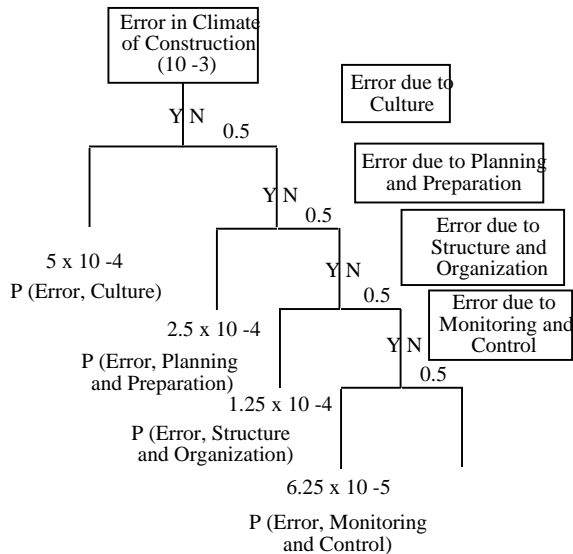 Error in Climate
of Construction
(10 -3)
Error due to
Culture
Y N
0.5
Error due to Planning
and Preparation
Y N
0.5
Error due to
Structure and
Organization
5 x 10 -4
P (Error, Culture)
Y N
0.5
Error due to
Monitoring and
Control
2.5 x 10 -4
P (Error, Planning
and Preparation)
Y N
0.5
1.25 x 10 -4
P (Error, Structure
and Organization)
6.25 x 10 -5
P (Error, Monitoring
and Control)